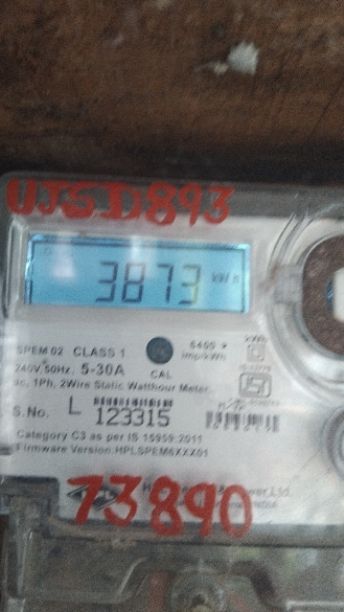 UJSD893
3873 kWh
SPEM 02 CLASS 1
6400 imp/kWh
240V, 50Hz, 5-30A CAL
ac, 1Ph, 2Wire Static Watthour Meter
S.No. L 123315
Category C3 as per IS 15959:2011
Firmware Version:HPLSPEM6XXX01
73890